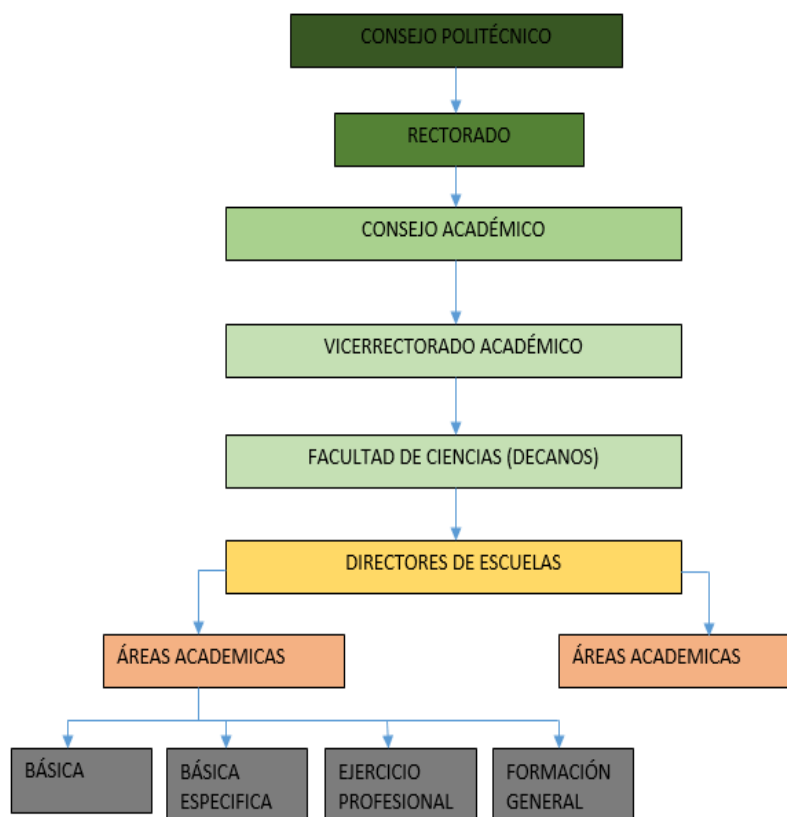 CONSEJO POLITÉCNICO
RECTORADO
CONSEJO ACADÉMICO
VICERRECTORADO ACADÉMICO
FACULTAD DE CIENCIAS (DECANOS)
DIRECTORES DE ESCUELAS
ÁREAS ACADEMICAS
ÁREAS ACADEMICAS
BÁSICA
BÁSICA
ESPECIFICA
EJERCICIO
PROFESIONAL
FORMACIÓN
GENERAL